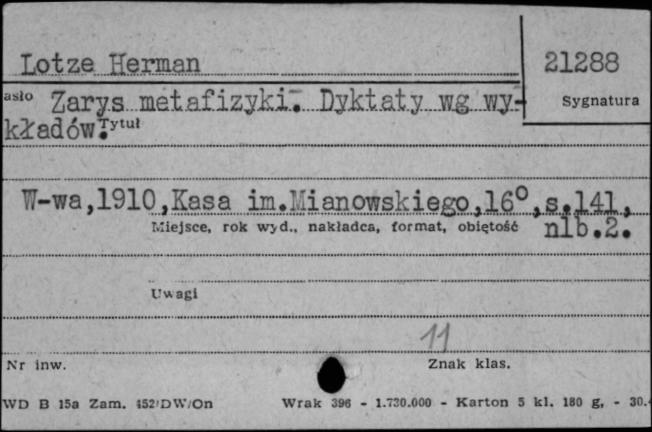 Lotze Herman
21288
asło Zarys metafizyki. Dyktaty wg wy-
Sygnatura
kładów.
Tytuł
W-wa,1910,Kasa im.Mianowskiego,16°,s.141,
Miejsce, rok wyd., nakładca, format, obiętość
nlb.2.
Uwagi
11
Nr inw.
Znak klas.
WD B 15a Zam. 452/DW/On Wrak 396 - 1.730.000 - Karton 5 kl. 180 g, - 30.